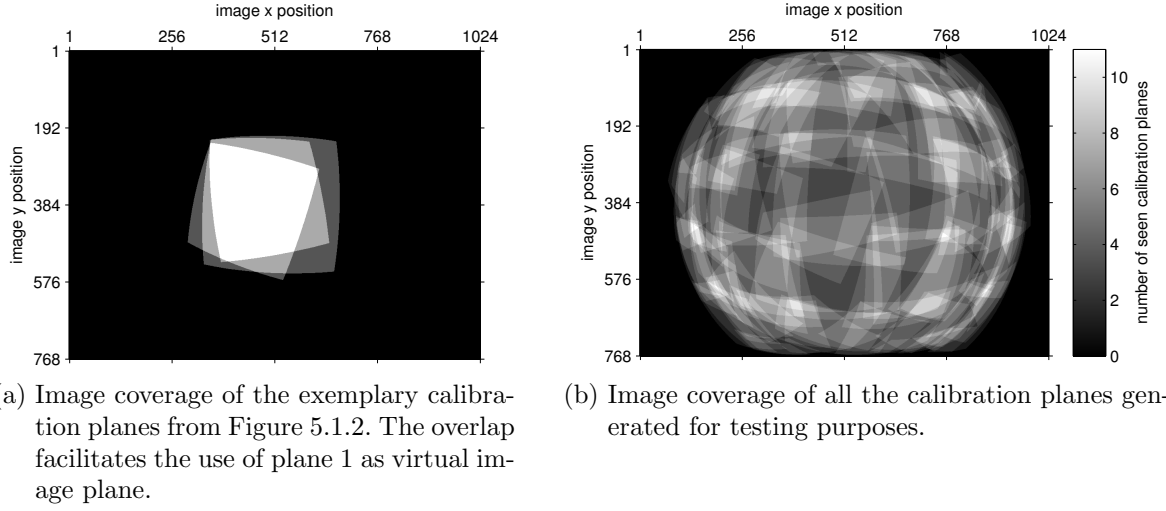 image x position
1 256 512 768 1024
1
192
384
576
768
image y position
image x position
1 256 512 768 1024
1
192
384
576
768
image y position
10
8
6
4
2
0
number of seen calibration planes
a) Image coverage of the exemplary calibra-
tion planes from Figure 5.1.2. The overlap
facilitates the use of plane 1 as virtual im-
age plane.
(b) Image coverage of all the calibration planes gen-
erated for testing purposes.